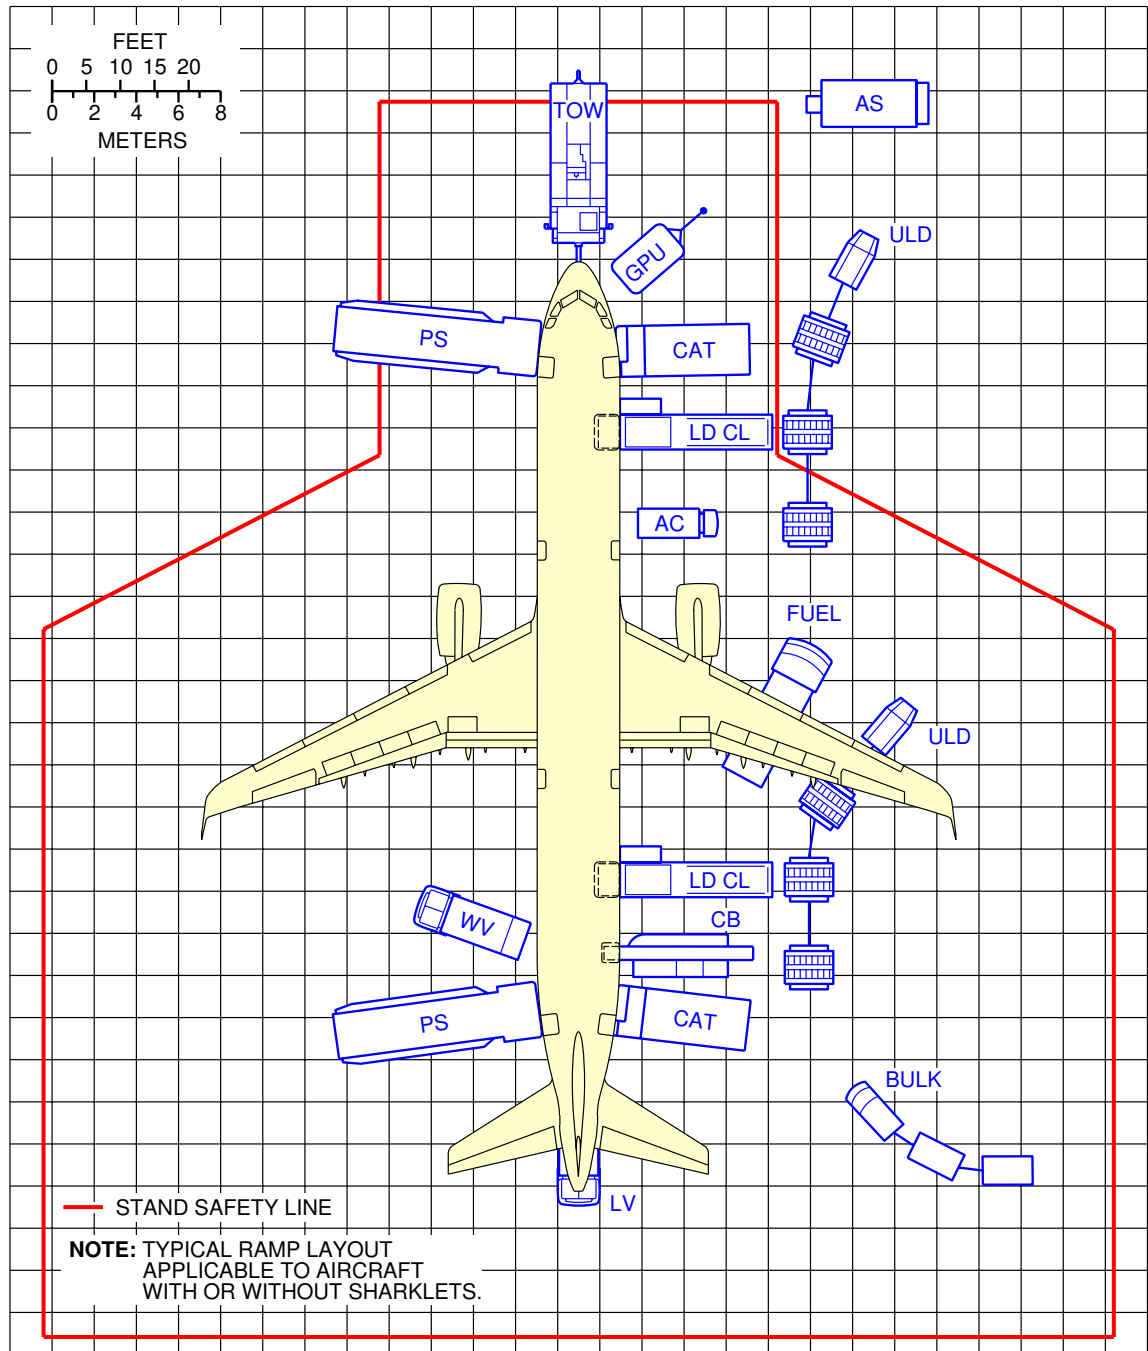 FEET
0 5 10 15 20
0 2 4 6 8
METERS
TOW
AS
GPU
ULD
PS
CAT
LD CL
AC
FUEL
ULD
LD CL
CB
WV
PS
CAT
BULK
LV
STAND SAFETY LINE
NOTE: TYPICAL RAMP LAYOUT
APPLICABLE TO AIRCRAFT
WITH OR WITHOUT SHARKLETS.